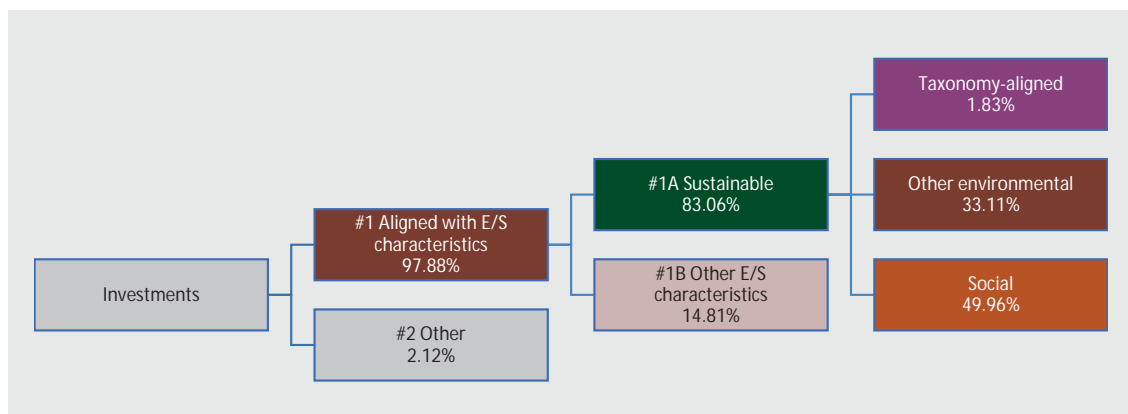 Investments
#1 Aligned with E/S
characteristics
97.88%
#2 Other
2.12%
#1A Sustainable
83.06%
#1B Other E/S
characteristics
14.81%
Taxonomy-aligned
1.83%
Other environmental
33.11%
Social
49.96%